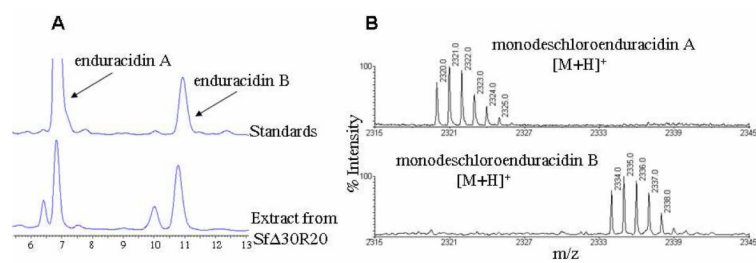 A
enduracidin A
enduracidin B
Standards
Extract from
SfΔ30R20
6 7 8 9 10 11 12 13
B
monodeschloroenduracidin A
[M+H]+
100
2320.0
2321.0
2322.0
2323.0
2324.0
2325.0
2315 2321 2327 2333 2339 2345
% Intensity
monodeschloroenduracidin B
[M+H]+
100
2334.0
2335.0
2336.0
2337.0
2338.0
2315 2321 2327 2333 2339 2345
m/z